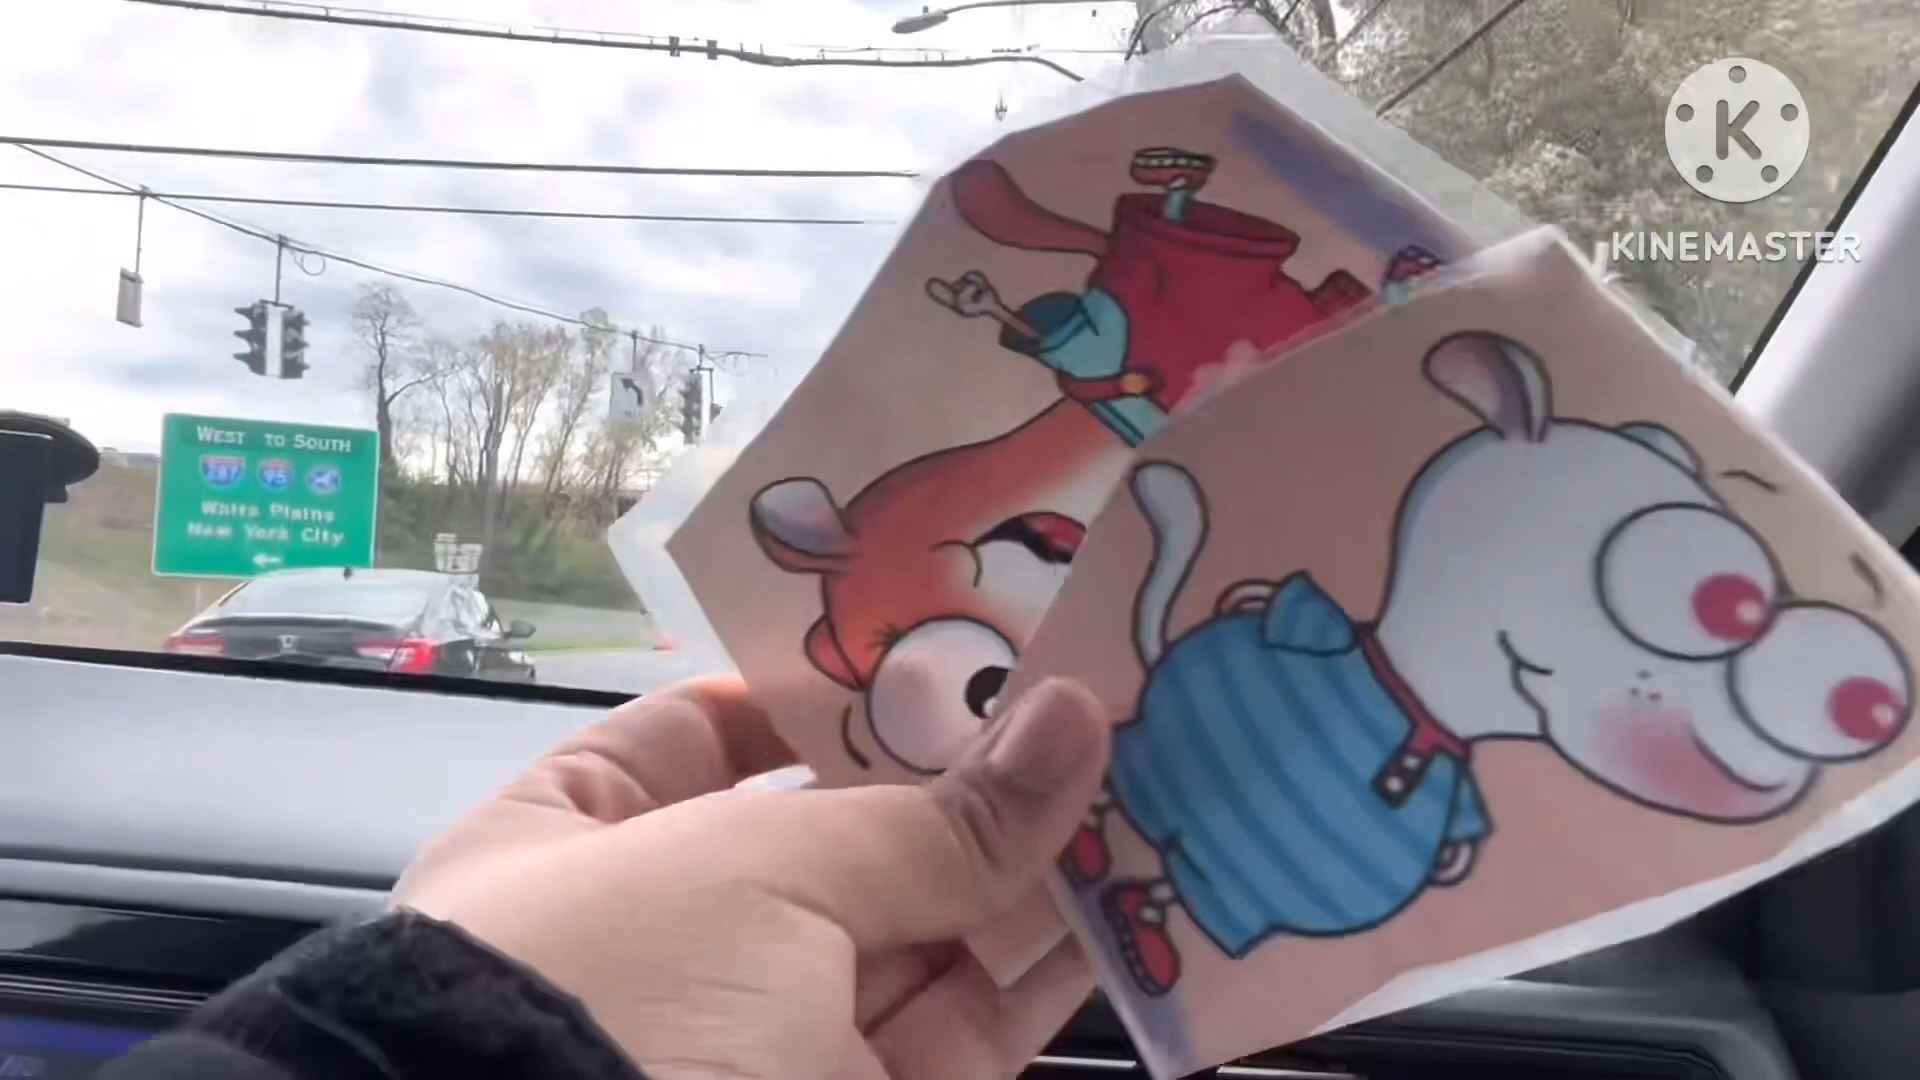 WEST TO SOUTH
287 95
White Plains
New York City
K
KINEMASTER